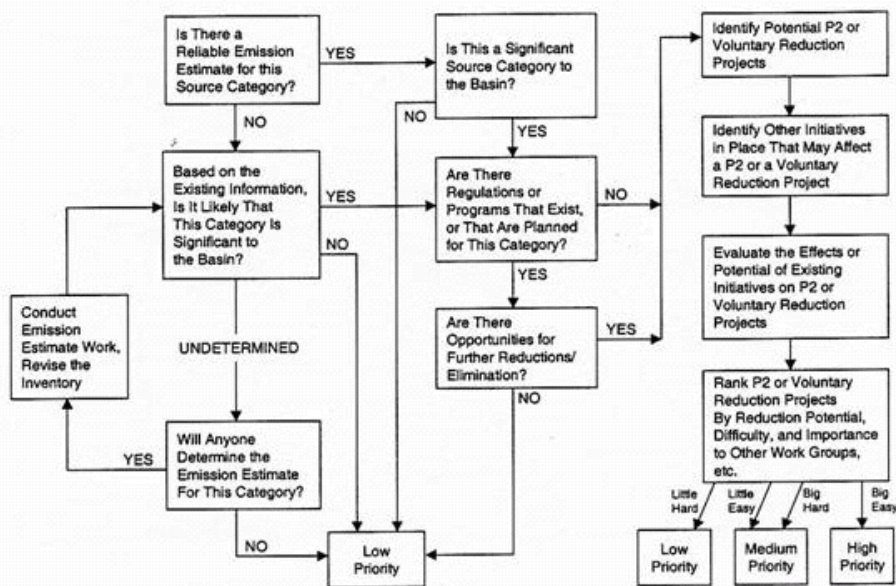 Is There a
Reliable Emission
Estimate for this
Source Category?
YES
NO
Is This a Significant
Source Category to
the Basin?
NO
YES
Identify Potential P2 or
Voluntary Reduction
Projects
Based on the
Existing Information,
Is It Likely That
This Category Is
Significant to
the Basin?
YES
NO
UNDETERMINED
Are There
Regulations or
Programs That Exist,
or That Are Planned
for This Category?
NO
YES
Identify Other Initiatives
in Place That May Affect
a P2 or a Voluntary
Reduction Project
Evaluate the Effects or
Potential of Existing
Initiatives on P2 or
Voluntary Reduction
Projects
Conduct
Emission
Estimate Work,
Revise the
Inventory
Are There
Opportunities for
Further Reductions/
Elimination?
YES
NO
Rank P2 or Voluntary
Reduction Projects
By Reduction Potential,
Difficulty, and Importance
to Other Work Groups,
etc.
YES
Will Anyone
Determine the
Emission Estimate
For This Category?
NO
Low
Priority
Little
Hard
Little
Easy
Big
Hard
Big
Easy
Low
Priority
Medium
Priority
High
Priority